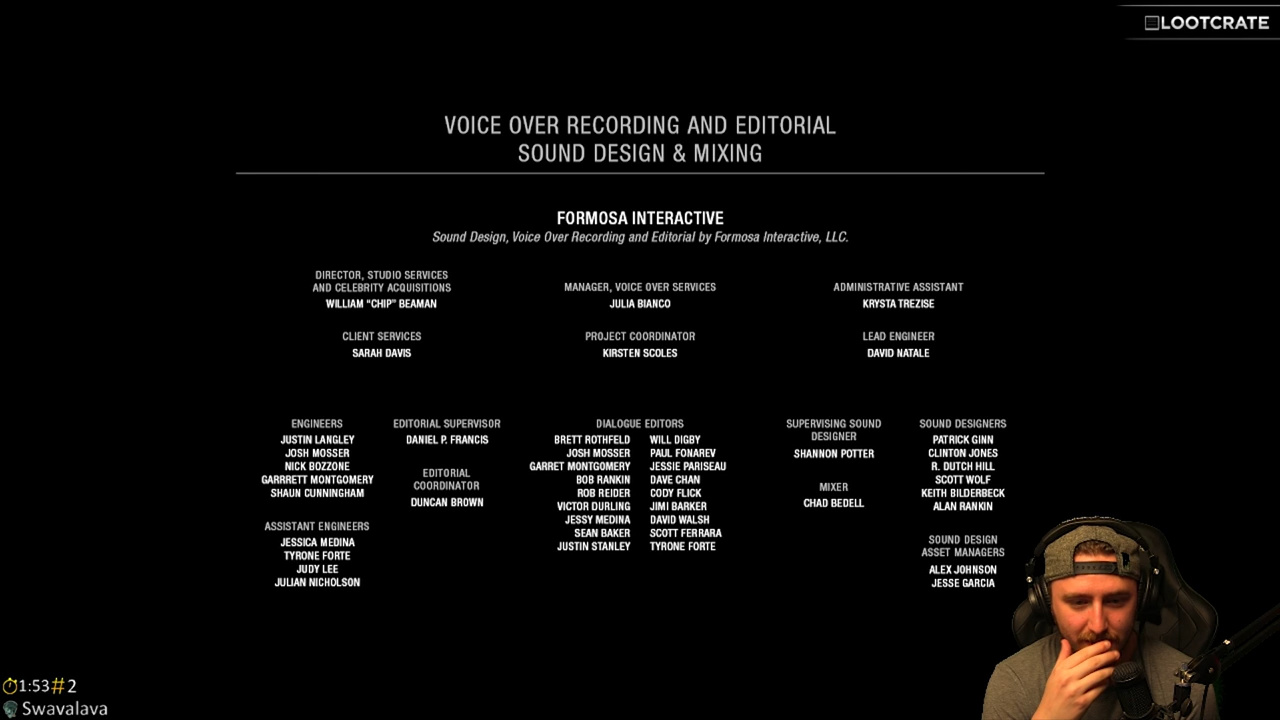 LOOTCRATE
VOICE OVER RECORDING AND EDITORIAL
SOUND DESIGN & MIXING
FORMOSA INTERACTIVE
Sound Design, Voice Over Recording and Editorial by Formosa Interactive, LLC.
DIRECTOR, STUDIO SERVICES
AND CELEBRITY ACQUISITIONS
WILLIAM “CHIP” BEAMAN
MANAGER, VOICE OVER SERVICES
JULIA BIANCO
ADMINISTRATIVE ASSISTANT
KRYSTA TREZISE
CLIENT SERVICES
SARAH DAVIS
PROJECT COORDINATOR
KIRSTEN SCOLES
LEAD ENGINEER
DAVID NATALE
ENGINEERS
JUSTIN LANGLEY
JOSH MOSSER
NICK BOZZONE
GARRRETT MONTGOMERY
SHAUN CUNNINGHAM
ASSISTANT ENGINEERS
JESSICA MEDINA
TYRONE FORTE
JUDY LEE
JULIAN NICHOLSON
EDITORIAL SUPERVISOR
DANIEL P. FRANCIS
EDITORIAL
COORDINATOR
DUNCAN BROWN
DIALOGUE EDITORS
BRETT ROTHFELD
JOSH MOSSER
GARRET MONTGOMERY
BOB RANKIN
ROB REIDER
VICTOR DURLING
JESSY MEDINA
SEAN BAKER
JUSTIN STANLEY
WILL DIGBY
PAUL FONAREV
JESSIE PARISEAU
DAVE CHAN
CODY FLICK
JIMI BARKER
DAVID WALSH
SCOTT FERRARA
TYRONE FORTE
SUPERVISING SOUND
DESIGNER
SHANNON POTTER
MIXER
CHAD BEDELL
SOUND DESIGNERS
PATRICK GINN
CLINTON JONES
R. DUTCH HILL
SCOTT WOLF
KEITH BILDERBECK
ALAN RANKIN
SOUND DESIGN
ASSET MANAGERS
ALEX JOHNSON
JESSE GARCIA
1:53#2
Swavalava